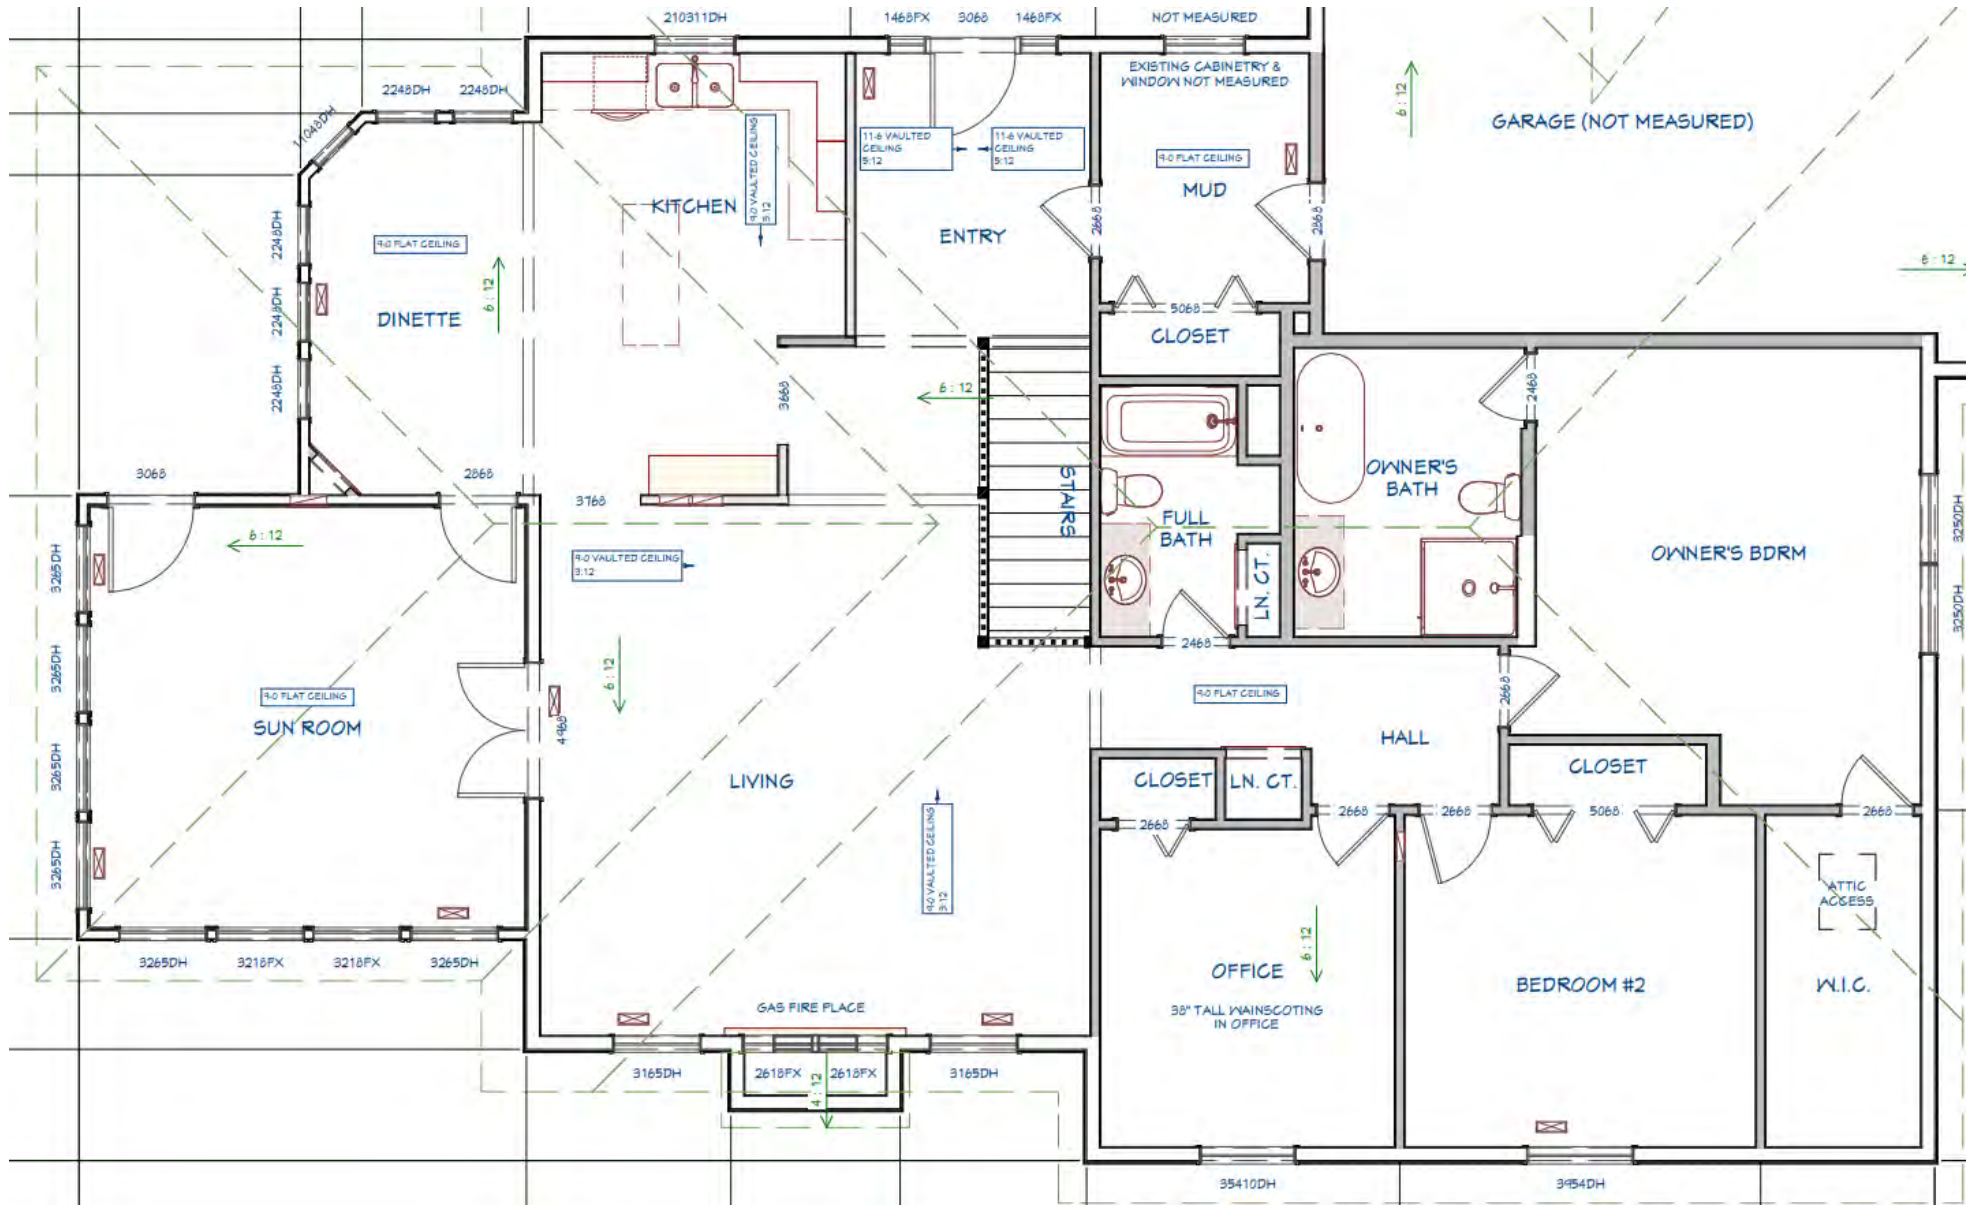 210311DH
1468FX
3068
1468FX
NOT MEASURED
EXISTING CABINETRY &
WINDOW NOT MEASURED
2248DH
2248DH
11048DH
6 : 12
GARAGE (NOT MEASURED)
11-6 VAULTED
CEILING
5:12
11-6 VAULTED
CEILING
5:12
9-0 VAULTED CEILING
3:12
9-0 FLAT CEILING
MUD
KITCHEN
2668
2868
2248DH
9-0 FLAT CEILING
ENTRY
8 : 12
6 : 12
2248DH
DINETTE
5068
CLOSET
2248DH
3668
6 : 12
2468
3068
2868
3768
STAIRS
OWNER'S
BATH
FULL
BATH
3250DH
8 : 12
3265DH
9-0 VAULTED CEILING
3:12
OWNER'S BDRM
LN. CT.
3250DH
2468
3265DH
6 : 12
9-0 FLAT CEILING
9-0 FLAT CEILING
2668
SUN ROOM
4968
HALL
3265DH
LIVING
CLOSET
LN. CT.
CLOSET
2668
2668
2668
5068
2668
3265DH
9-0 VAULTED CEILING
3:12
ATTIC
ACCESS
6 : 12
3265DH
3218FX
3218FX
3265DH
OFFICE
BEDROOM #2
W.I.C.
GAS FIRE PLACE
38" TALL WAINSCOTING
IN OFFICE
3165DH
2618FX
2618FX
3165DH
4 : 12
35410DH
3954DH